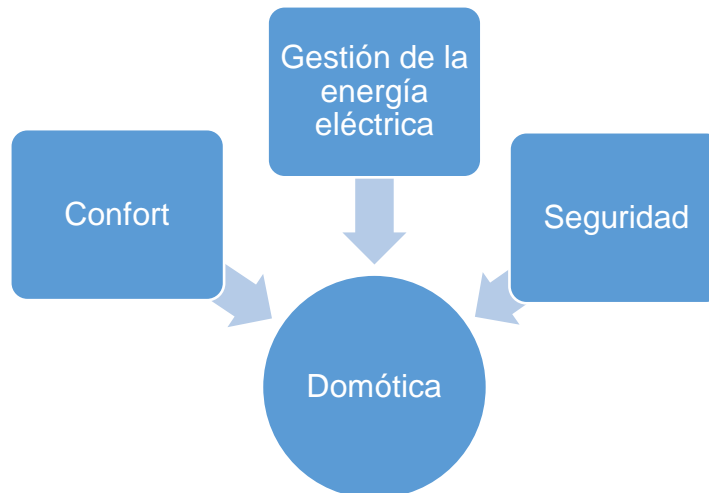 Gestión de la
energía
eléctrica
Confort
Seguridad
Domótica